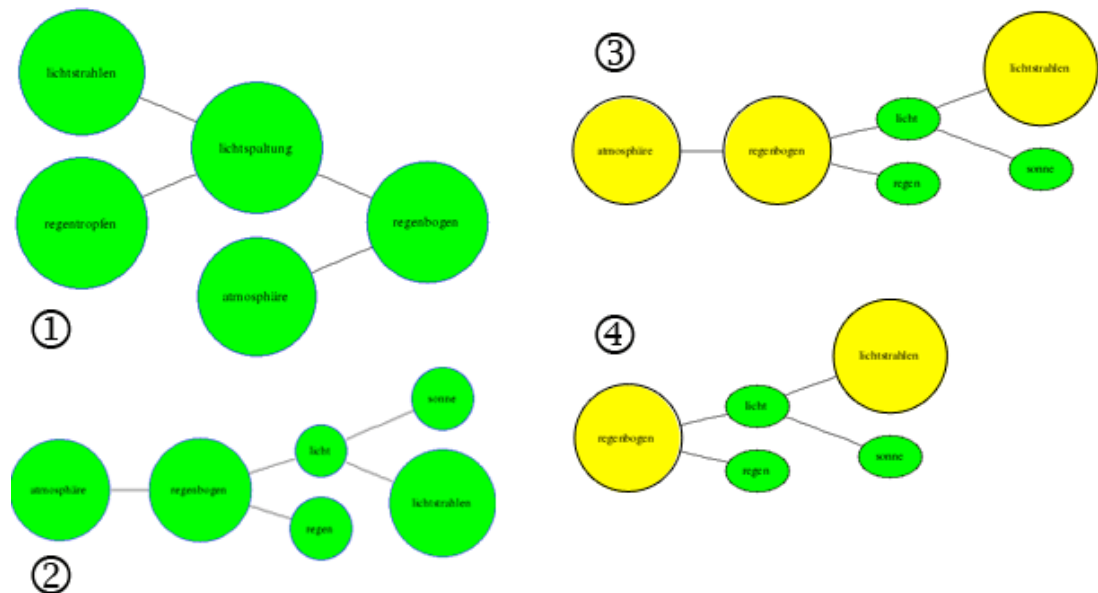 lichtstrahlen
lichtspaltung
regentropfen
regenbogen
atmosphäre
①
sonne
licht
atmosphäre
regenbogen
lichtstrahlen
regen
②
③
lichtstrahlen
licht
atmosphäre
regenbogen
sonne
regen
④
lichtstrahlen
licht
regenbogen
sonne
regen